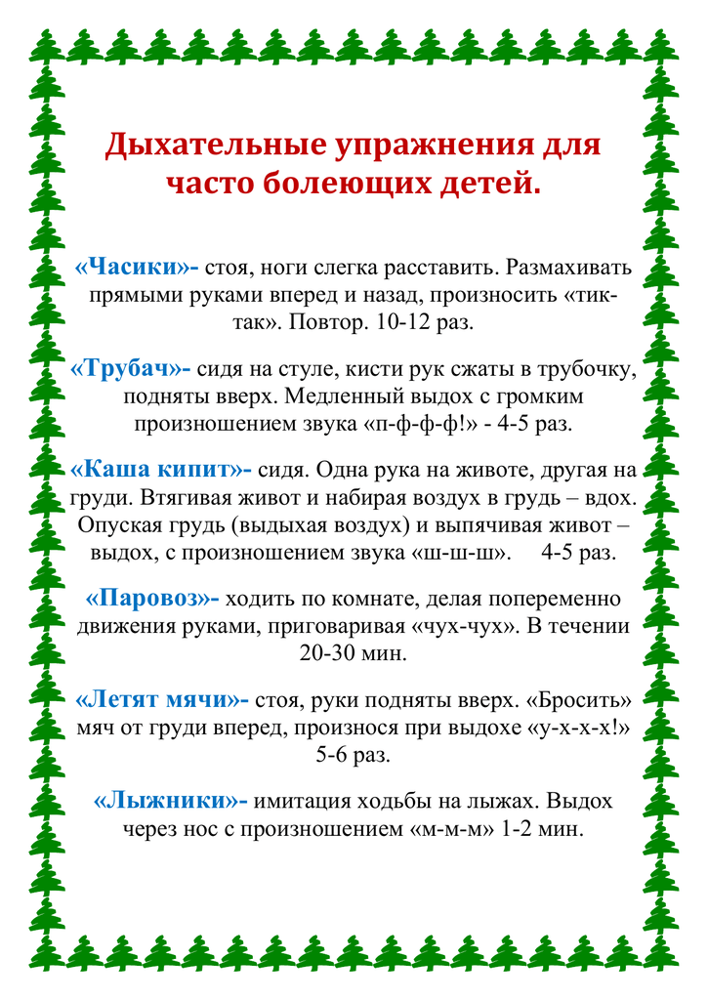 Дыхательные упражнения для
часто болеющих детей.
«Часики»- стоя, ноги слегка расставить. Размахивать
прямыми руками вперед и назад, произносить «тик-
так». Повтор. 10-12 раз.
«Трубач»- сидя на стуле, кисти рук сжаты в трубочку,
подняты вверх. Медленный выдох с громким
произношением звука «п-ф-ф-ф!» - 4-5 раз.
«Каша кипит»- сидя. Одна рука на животе, другая на
груди. Втягивая живот и набирая воздух в грудь – вдох.
Опуская грудь (выдыхая воздух) и выпячивая живот –
выдох, с произношением звука «ш-ш-ш». 4-5 раз.
«Паровоз»- ходить по комнате, делая попеременно
движения руками, приговаривая «чух-чух». В течении
20-30 мин.
«Летят мячи»- стоя, руки подняты вверх. «Бросить»
мяч от груди вперед, произнося при выдохе «у-х-х-х!»
5-6 раз.
«Лыжники»- имитация ходьбы на лыжах. Выдох
через нос с произношением «м-м-м» 1-2 мин.